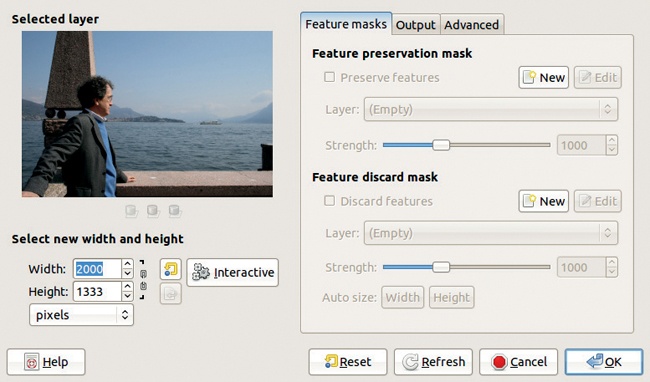 Selected layer
Select new width and height
Width: 2000
Height: 1333
Interactive
pixels
Feature masks Output Advanced
Feature preservation mask
Preserve features New Edit
Layer: (Empty)
Strength: 1000
Feature discard mask
Discard features New Edit
Layer: (Empty)
Strength: 1000
Auto size: Width Height
Help Reset Refresh Cancel OK